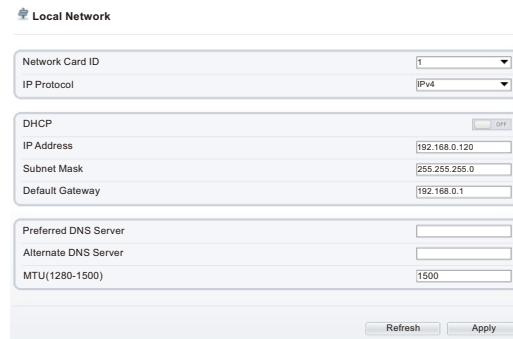 Local Network
Network Card ID 1
IP Protocol IPv4
DHCP OFF
IP Address 192.168.0.120
Subnet Mask 255.255.255.0
Default Gateway 192.168.0.1
Preferred DNS Server
Alternate DNS Server
MTU(1280-1500) 1500
Refresh Apply